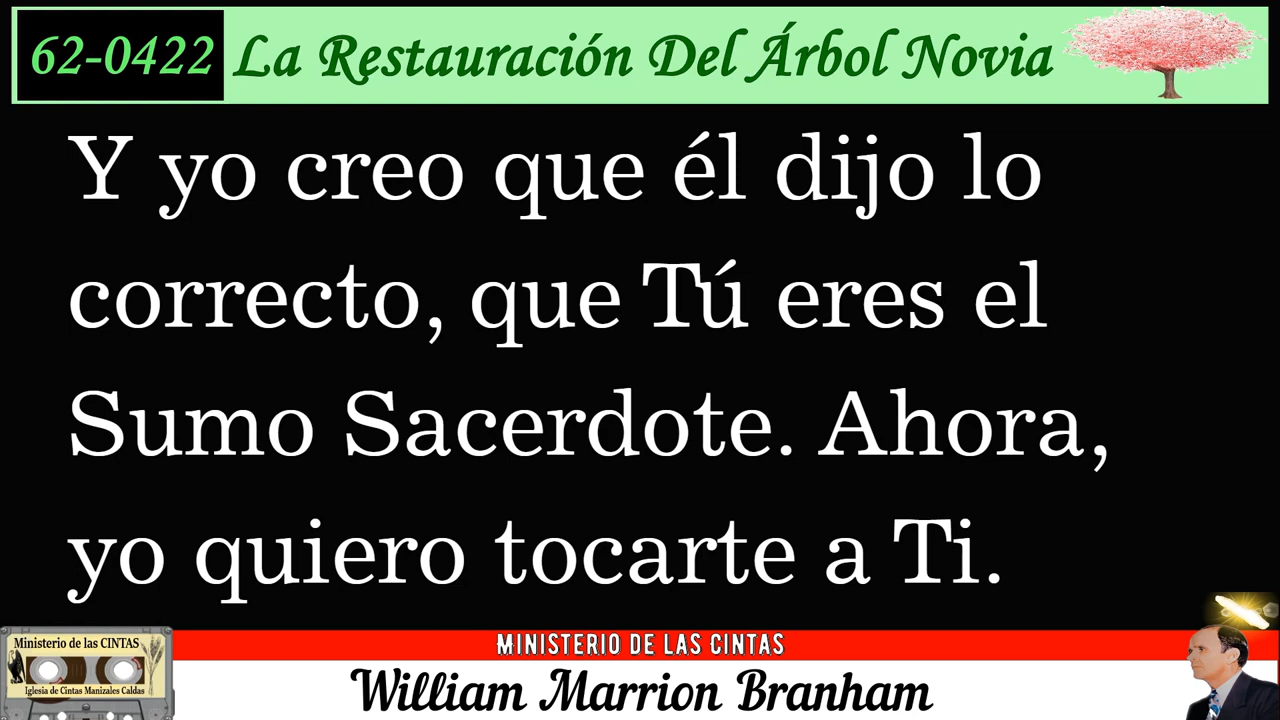 62-0422 La Restauración Del Árbol Novia
Y yo creo que él dijo lo
correcto, que Tú eres el
Sumo Sacerdote. Ahora,
yo quiero tocarte a Ti.
MINISTERIO DE LAS CINTAS
Ministerio de las CINTAS
Iglesia de Cintas Manizales Caldas
William Marrion Branham